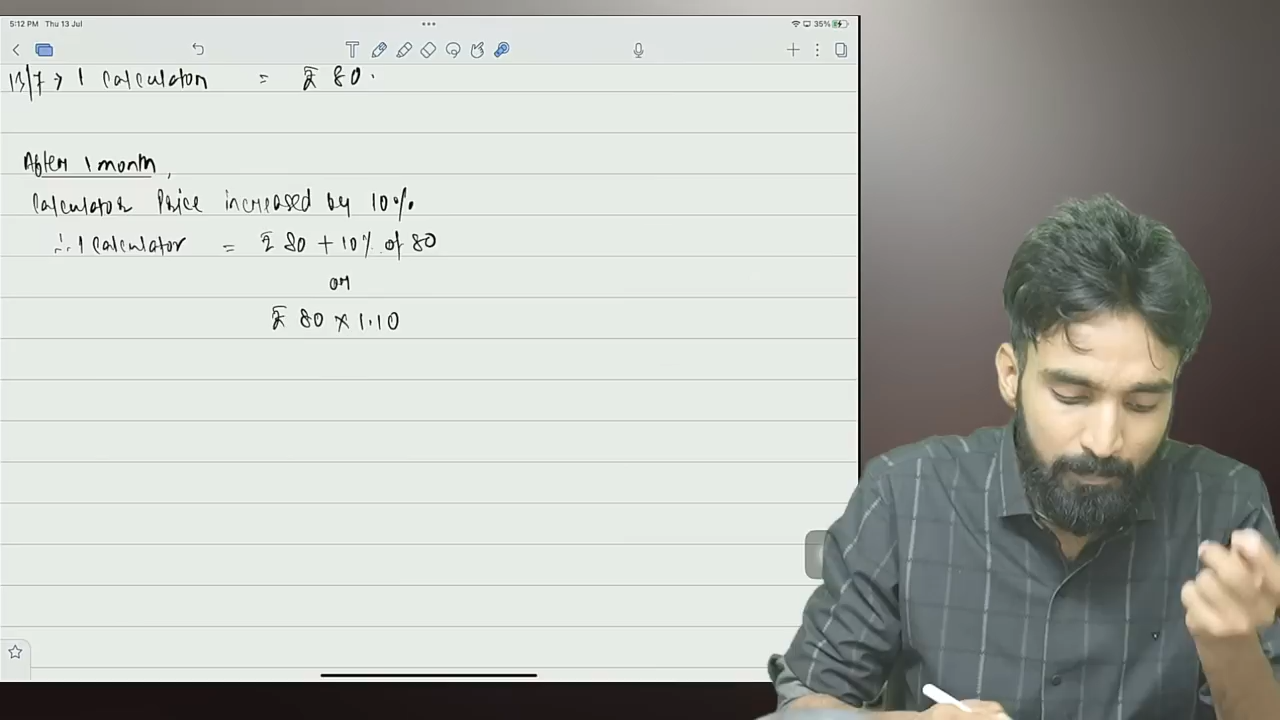 5:12 PM Thu 13 Jul
35%
13/7 → 1 Calculator = ₹ 80.
After 1 month,
Calculator Price increased by 10%.
∴ 1 Calculator = ₹ 80 + 10% of 80
or
₹ 80 × 1.10